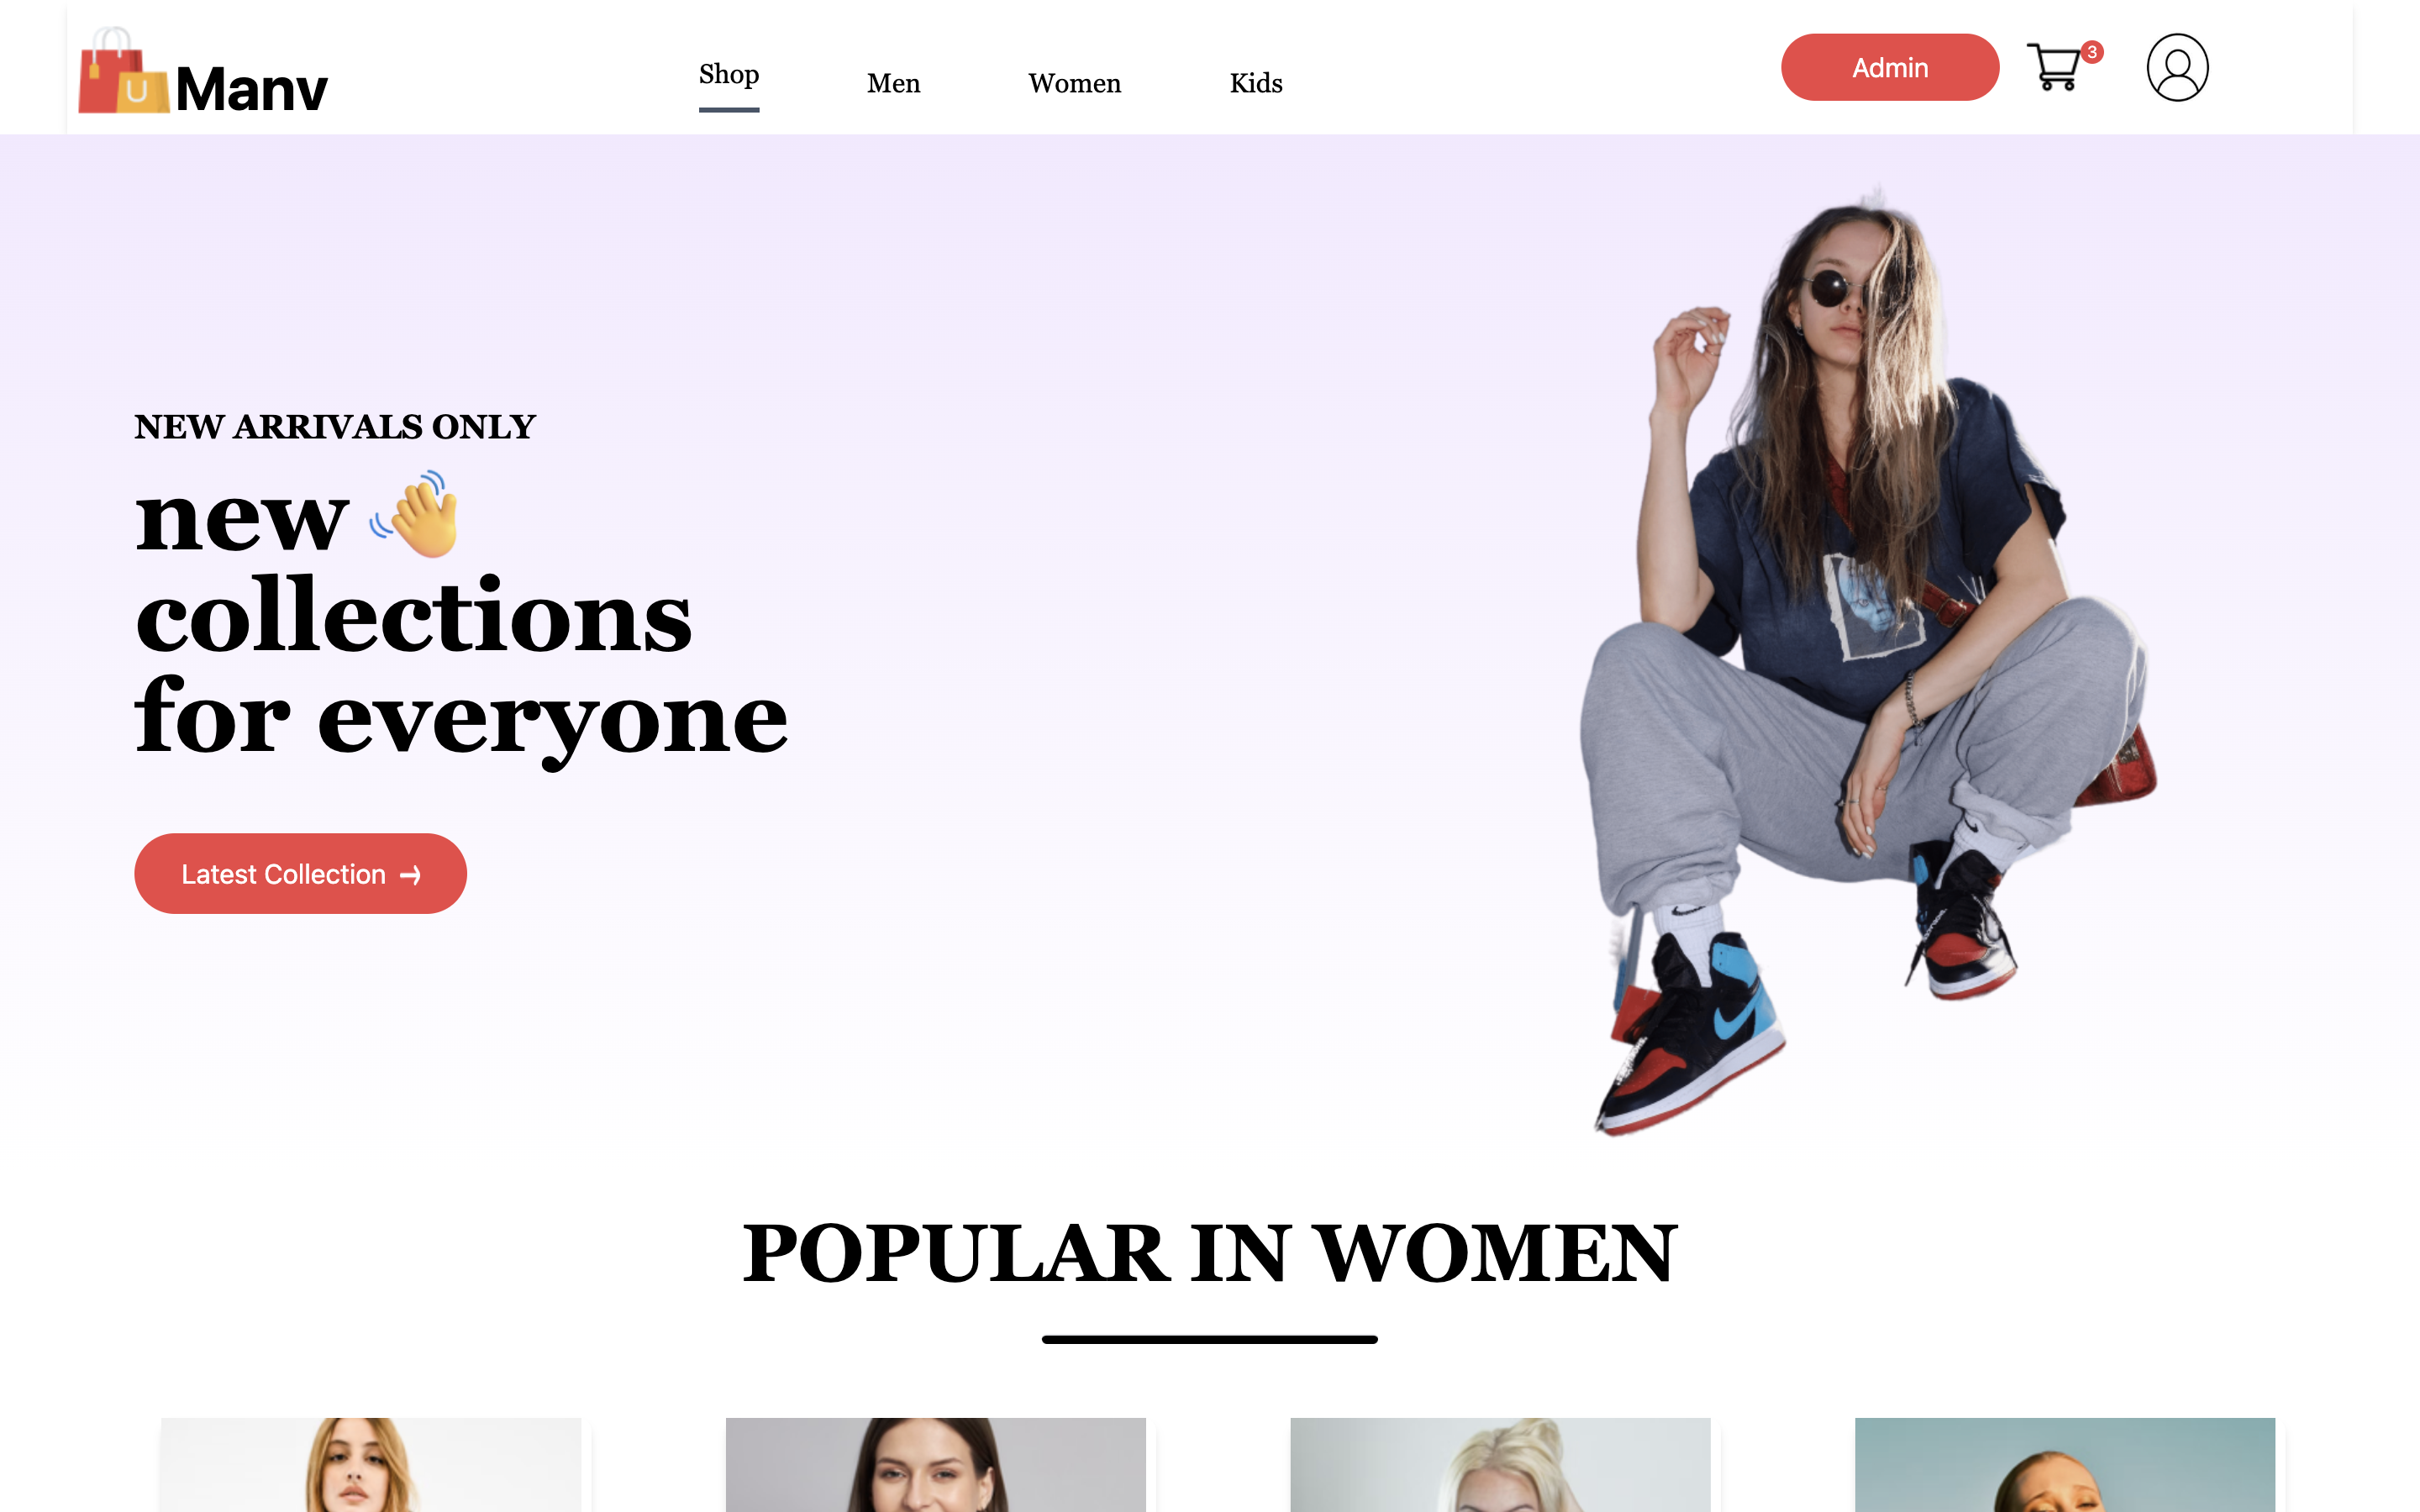 U
Manv
Shop
Men
Women
Kids
Admin
3
NEW ARRIVALS ONLY
new 👋
collections
for everyone
Latest Collection →
POPULAR IN WOMEN